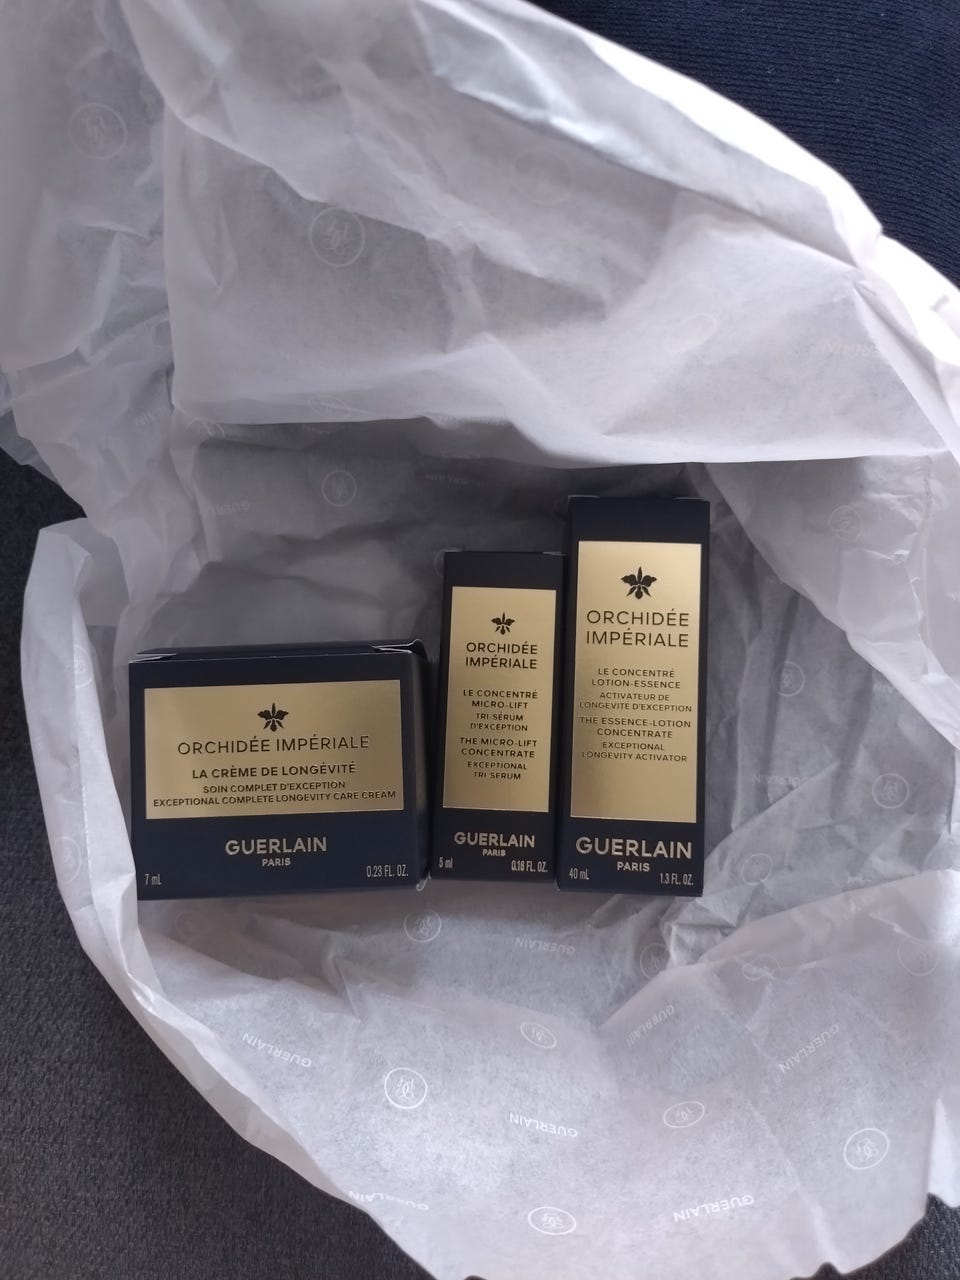 ORCHIDÉE IMPÉRIALE
LA CRÈME DE LONGÉVITÉ
SOIN COMPLET D'EXCEPTION
EXCEPTIONAL COMPLETE LONGEVITY CARE CREAM
GUERLAIN
PARIS
7 ml
0.23 FL. OZ.
ORCHIDÉE
IMPÉRIALE
LE CONCENTRÉ
MICRO-LIFT
TRI-SÉRUM
D'EXCEPTION
THE MICRO-LIFT
CONCENTRATE
EXCEPTIONAL
TRI-SERUM
GUERLAIN
PARIS
5 ml
0.16 FL. OZ.
ORCHIDÉE
IMPÉRIALE
LE CONCENTRÉ
LOTION-ESSENCE
ACTIVATEUR DE
LONGÉVITÉ D'EXCEPTION
THE ESSENCE-LOTION
CONCENTRATE
EXCEPTIONAL
LONGEVITY ACTIVATOR
GUERLAIN
PARIS
40 mL
1.3 FL. OZ.
GUERLAIN
GUERLAIN
GUERLAIN
GUERLAIN
GUERLAIN
GUERLAIN
GUERLAIN